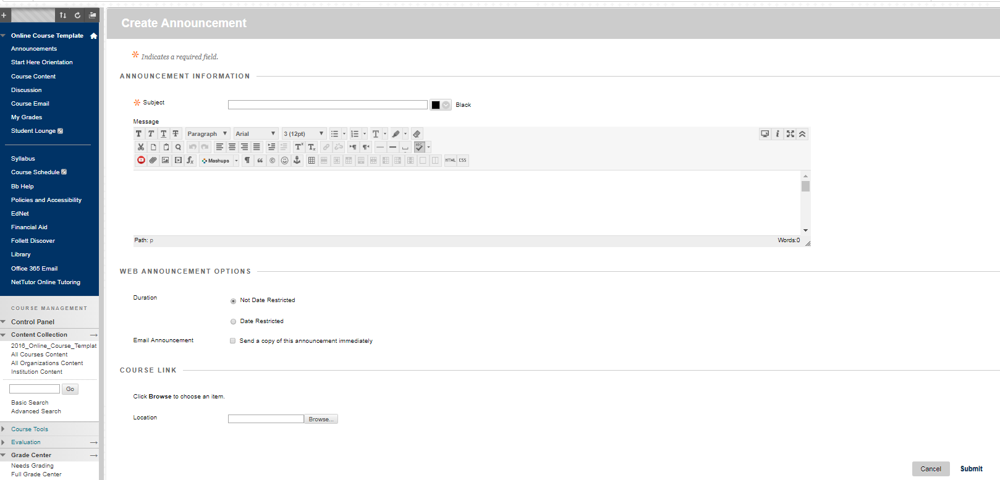 Online Course Template
Announcements
Start Here Orientation
Course Content
Discussion
Course Email
My Grades
Student Lounge
Syllabus
Course Schedule
Bb Help
Policies and Accessibility
EdNet
Financial Aid
Follett Discover
Library
Office 365 Email
NetTutor Online Tutoring
COURSE MANAGEMENT
Control Panel
Content Collection
2016_Online_Course_Templat
All Courses Content
All Organizations Content
Institution Content
Go
Basic Search
Advanced Search
Course Tools
Evaluation
Grade Center
Needs Grading
Full Grade Center
Create Announcement
Indicates a required field.
ANNOUNCEMENT INFORMATION
Subject
Black
Message
T T T T Paragraph Arial 3 (12pt) T
Mashups HTML CSS
Path: p Words:0
WEB ANNOUNCEMENT OPTIONS
Duration
Not Date Restricted
Date Restricted
Email Announcement
Send a copy of this announcement immediately
COURSE LINK
Click Browse to choose an item.
Location
Browse...
Cancel Submit